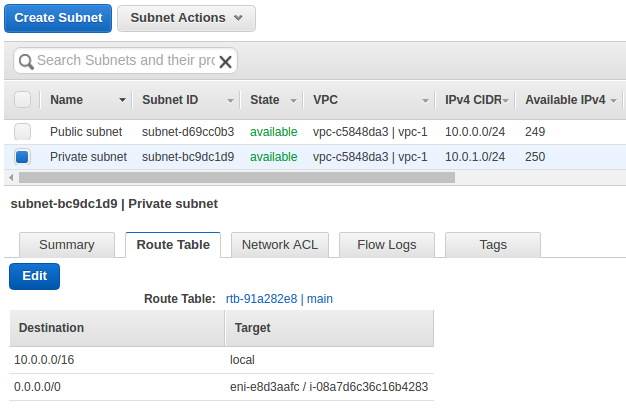 Create Subnet Subnet Actions
Search Subnets and their pro
Name Subnet ID State VPC IPv4 CIDR Available IPv4
Public subnet subnet-d69cc0b3 available vpc-c5848da3 | vpc-1 10.0.0.0/24 249
Private subnet subnet-bc9dc1d9 available vpc-c5848da3 | vpc-1 10.0.1.0/24 250
subnet-bc9dc1d9 | Private subnet
Summary Route Table Network ACL Flow Logs Tags
Edit
Route Table: rtb-91a282e8 | main
Destination Target
10.0.0.0/16 local
0.0.0.0/0 eni-e8d3aafc / i-08a7d6c36c16b4283